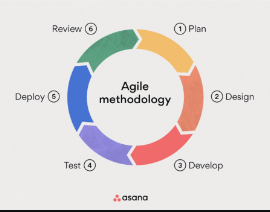 Review 6
1 Plan
Agile
methodology
Deploy 5
2 Design
Test 4
3 Develop
asana